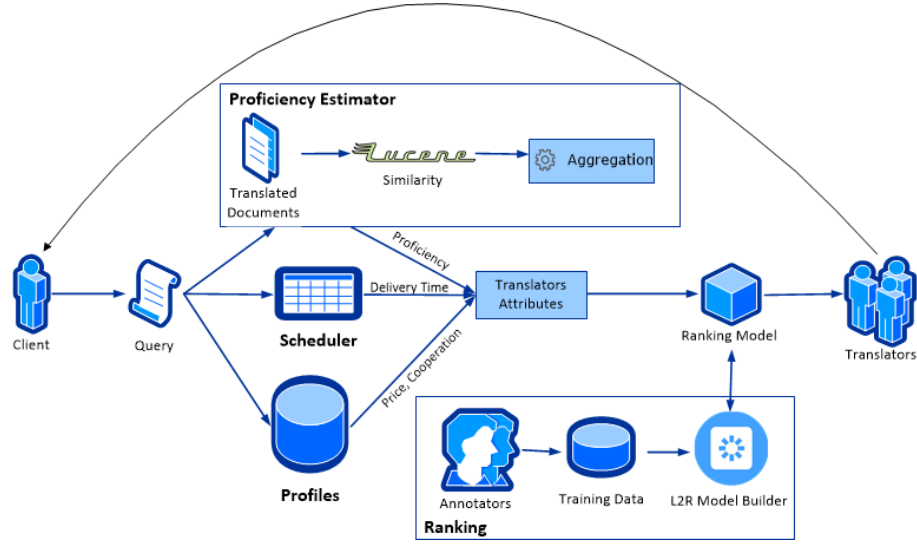 Proficiency Estimator
Lucene
Aggregation
Similarity
Translated
Documents
Proficiency
Delivery Time
Translators
Attributes
Client
Query
Scheduler
Ranking Model
Translators
Price, Cooperation
Profiles
Annotators
Training Data
L2R Model Builder
Ranking